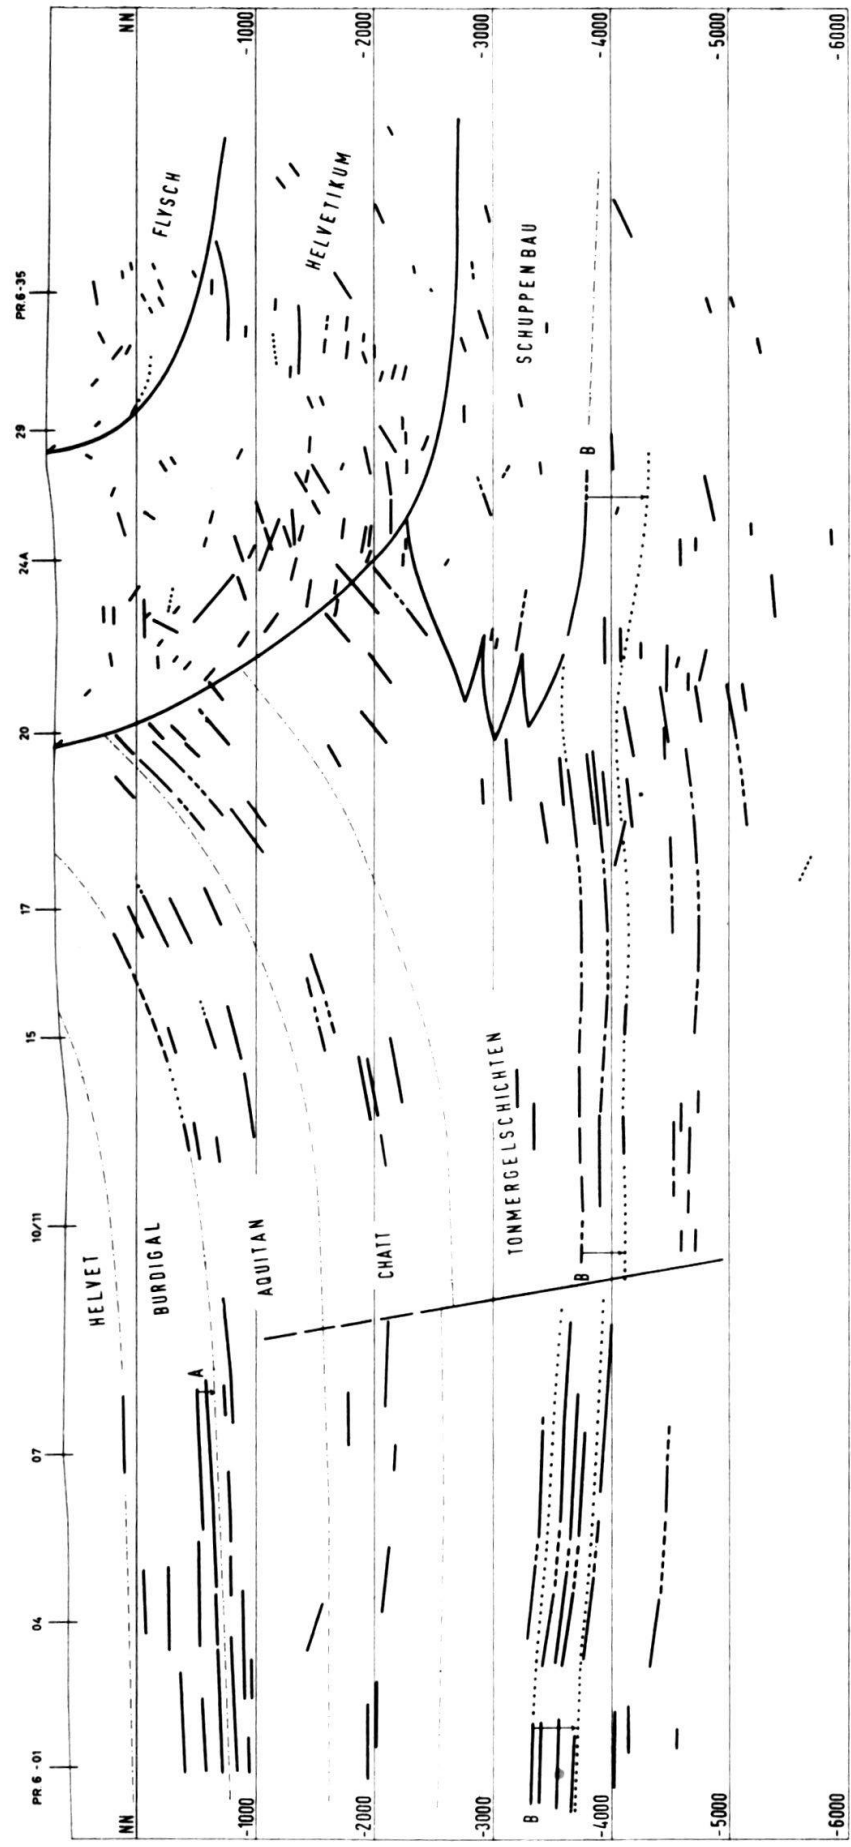 PR 6 -01
04
07
10/11
15
17
20
24A
29
PR.6-35
NN
NN
-1000
-1000
-2000
-2000
-3000
-3000
-4000
-4000
-5000
-5000
-6000
-6000
HELVET
BURDIGAL
AQUITAN
CHATT
TONMERGELSCHICHTEN
FLYSCH
HELVETIKUM
SCHUPPENBAU
A
B
B
B